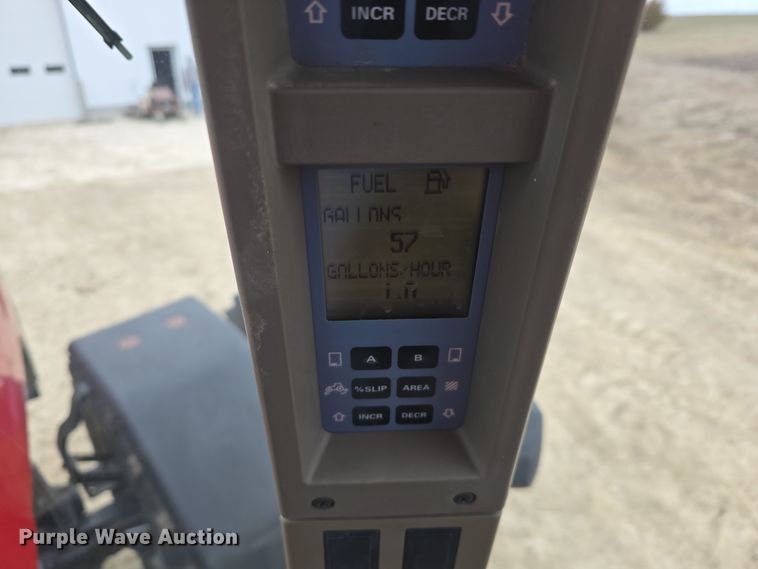 INCR DECR
FUEL
GALLONS
57
GALLONS/HOUR
A B
%SLIP AREA
INCR DECR
Purple Wave Auction